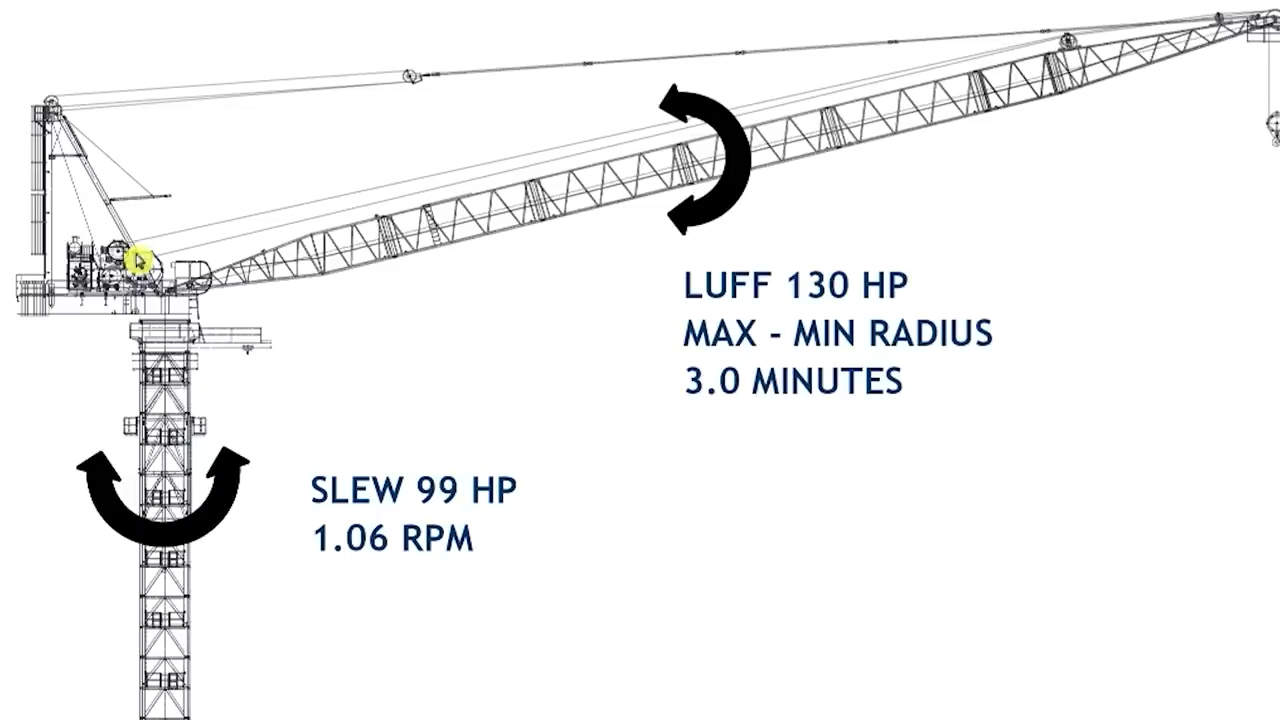 LUFF 130 HP
MAX - MIN RADIUS
3.0 MINUTES
SLEW 99 HP
1.06 RPM